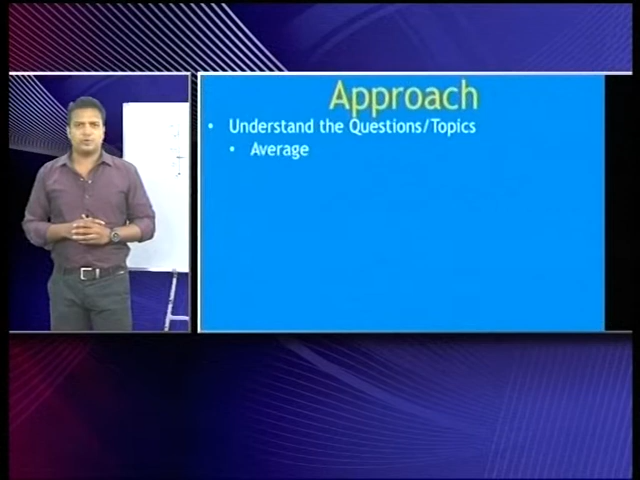 Approach
• Understand the Questions/Topics
• Average